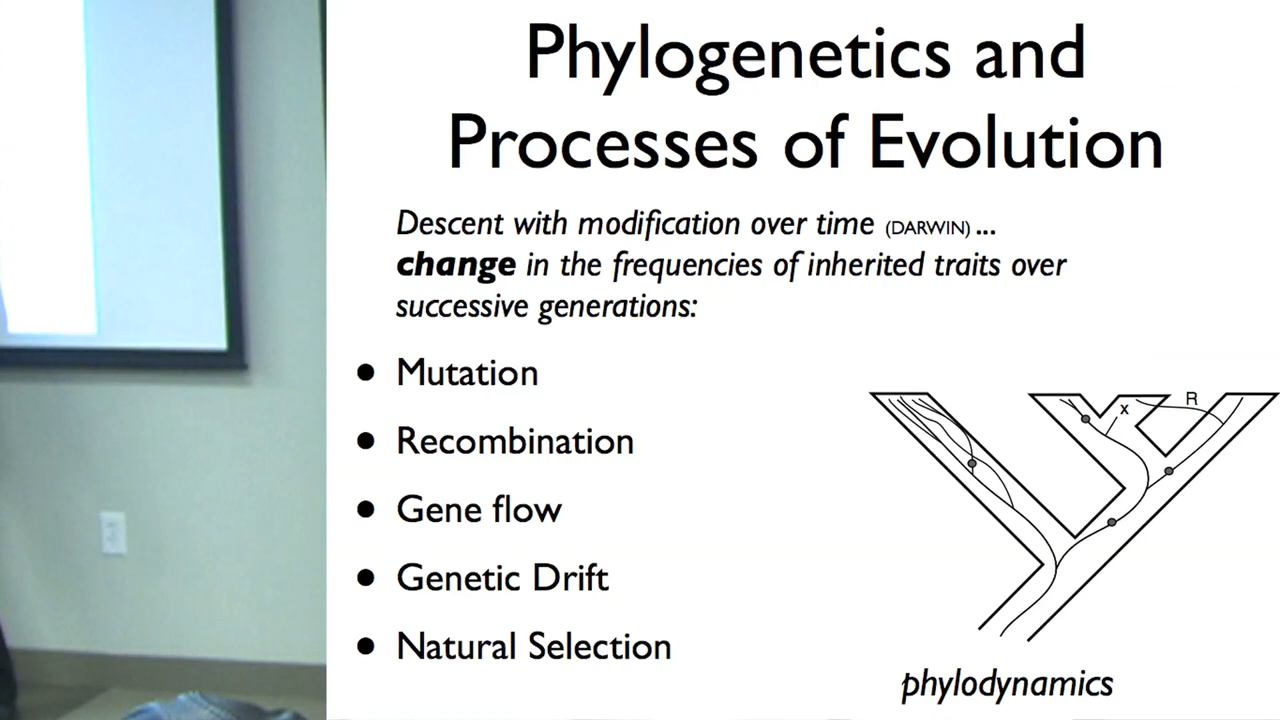 Phylogenetics and
Processes of Evolution
Descent with modification over time (DARWIN) ...
change in the frequencies of inherited traits over
successive generations:
• Mutation
• Recombination
• Gene flow
• Genetic Drift
• Natural Selection
x
R
phylodynamics